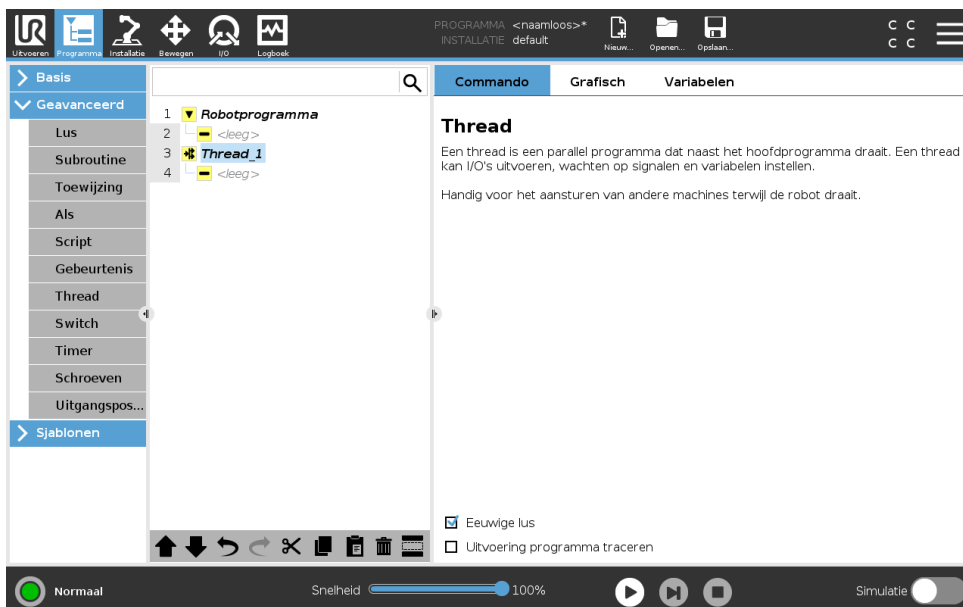 UR
PROGRAMMA <naamloos>*
INSTALLATIE default
Uitvoeren Programma Installatie Bewegen I/O Logboek Nieuw... Openen... Opslaan...
C C
C C
Basis
Geavanceerd
Lus
Subroutine
Toewijzing
Als
Script
Gebeurtenis
Thread
Switch
Timer
Schroeven
Uitgangspos...
Sjablonen
1 Robotprogramma
2 <leeg>
3 Thread_1
4 <leeg>
Commando Grafisch Variabelen
Thread
Een thread is een parallel programma dat naast het hoofdprogramma draait. Een thread
kan I/O's uitvoeren, wachten op signalen en variabelen instellen.
Handig voor het aansturen van andere machines terwijl de robot draait.
Eeuwige lus
Uitvoering programma traceren
Normaal Snelheid 100% Simulatie